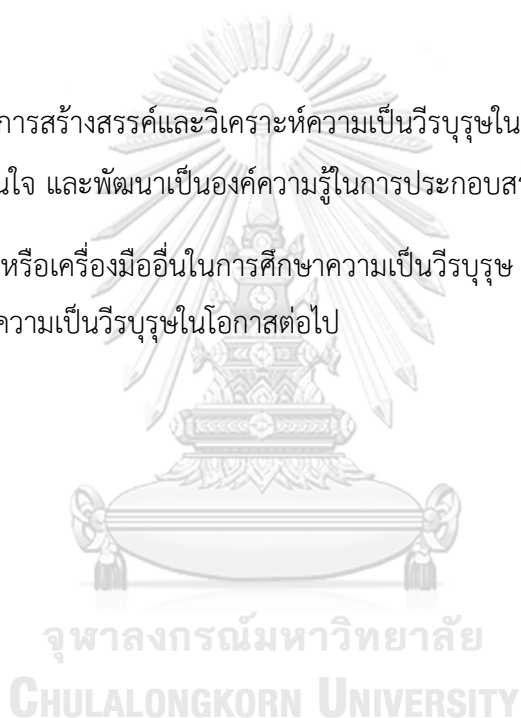 การสร้างสรรค์และวิเคราะห์ความเป็นวีรบุรุษใน
นใจ และพัฒนาเป็นองค์ความรู้ในการประกอบสร
หรือเครื่องมืออื่นในการศึกษาความเป็นวีรบุรุษ
ความเป็นวีรบุรุษในโอกาสต่อไป
จุฬาลงกรณ์มหาวิทยาลัย
CHULALONGKORN UNIVERSITY